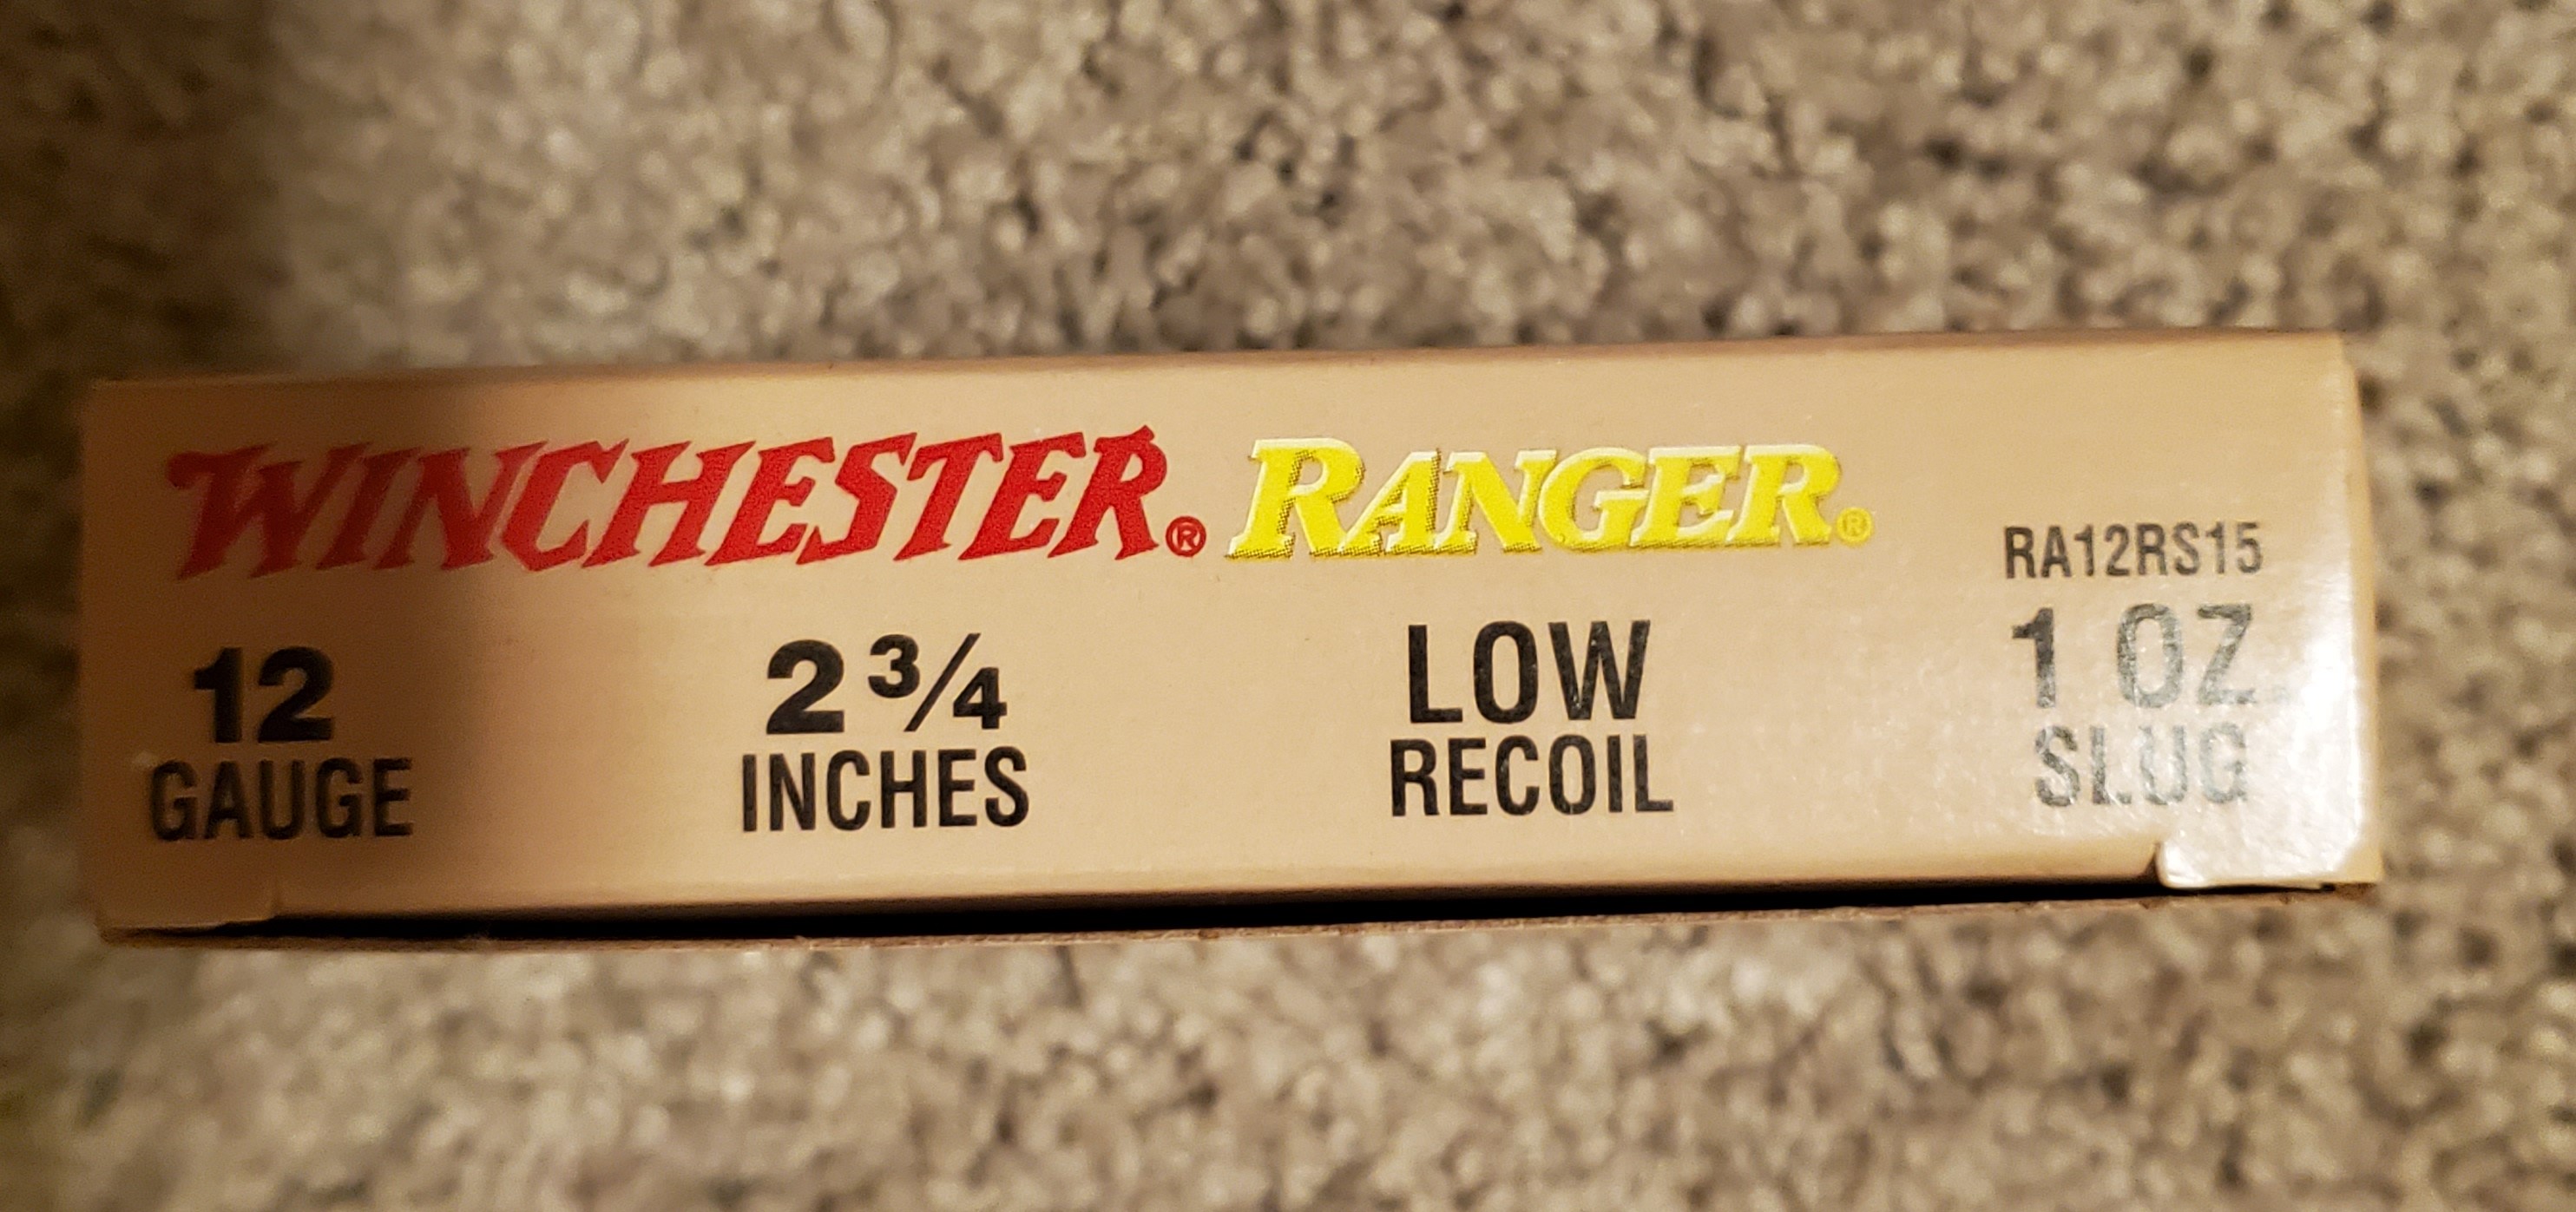 WINCHESTER® RANGER®
RA12RS15
12 2 3/4 LOW 1 OZ
GAUGE INCHES RECOIL SLUG